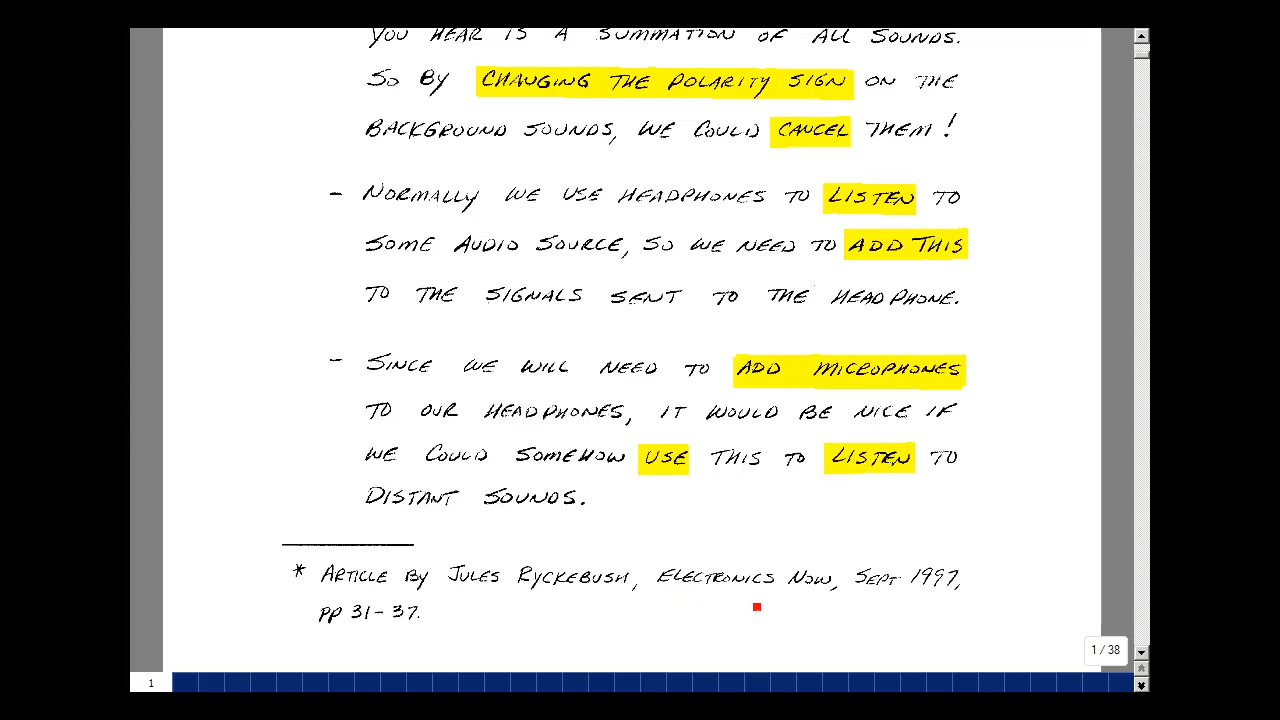 YOU HEAR IS A SUMMATION OF ALL SOUNDS.
SO BY CHANGING THE POLARITY SIGN ON THE
BACKGROUND SOUNDS, WE COULD CANCEL THEM!
- NORMALLY WE USE HEADPHONES TO LISTEN TO
SOME AUDIO SOURCE, SO WE NEED TO ADD THIS
TO THE SIGNALS SENT TO THE HEADPHONE.
- SINCE WE WILL NEED TO ADD MICROPHONES
TO OUR HEADPHONES, IT WOULD BE NICE IF
WE COULD SOMEHOW USE THIS TO LISTEN TO
DISTANT SOUNDS.
* ARTICLE BY JULES RYCKEBUSH, ELECTRONICS NOW, SEPT 1997,
PP 31-37.
1 / 38
1